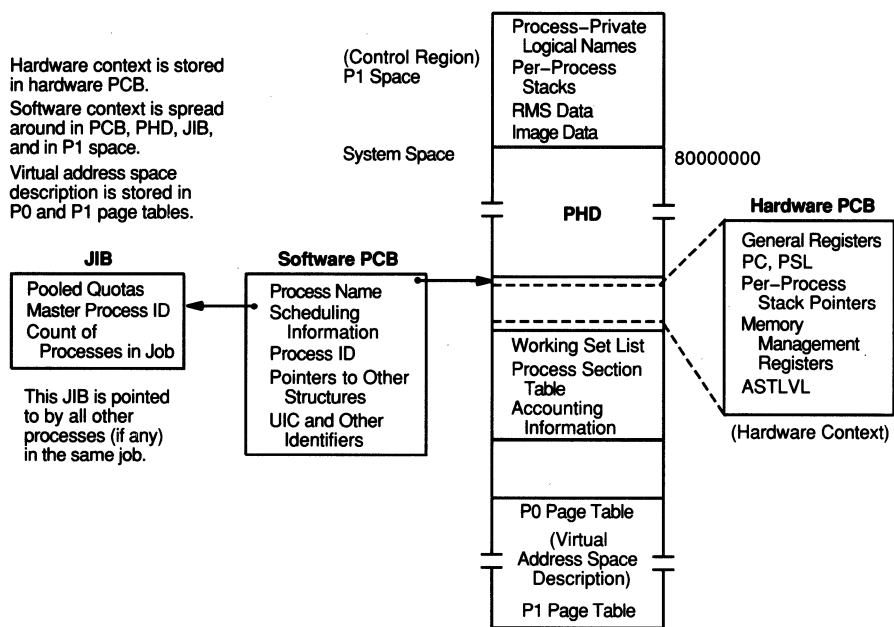 Hardware context is stored
in hardware PCB.
Software context is spread
around in PCB, PHD, JIB,
and in P1 space.
Virtual address space
description is stored in
P0 and P1 page tables.
(Control Region)
P1 Space
System Space
Process–Private
Logical Names
Per–Process
Stacks
RMS Data
Image Data
80000000
PHD
JIB
Pooled Quotas
Master Process ID
Count of
Processes in Job
This JIB is pointed
to by all other
processes (if any)
in the same job.
Software PCB
Process Name
Scheduling
Information
Process ID
Pointers to Other
Structures
UIC and Other
Identifiers
Working Set List
Process Section
Table
Accounting
Information
P0 Page Table
(Virtual
Address Space
Description)
P1 Page Table
Hardware PCB
General Registers
PC, PSL
Per–Process
Stack Pointers
Memory
Management
Registers
ASTLVL
(Hardware Context)